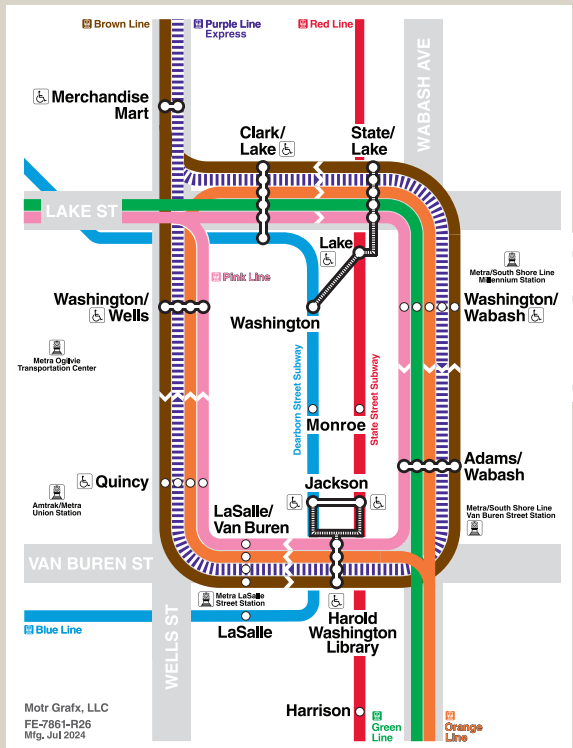 Brown Line
Purple Line
Express
Red Line
WABASH AVE
Merchandise
Mart
Clark/
Lake
State/
Lake
LAKE ST
Lake
Pink Line
Metra/South Shore Line
Millennium Station
Washington/
Wells
Washington
Washington/
Wabash
Metra Ogilvie
Transportation Center
Dearborn Street Subway
State Street Subway
Monroe
Adams/
Wabash
Quincy
Jackson
Amtrak/Metra
Union Station
LaSalle/
Van Buren
Metra/South Shore Line
Van Buren Street Station
VAN BUREN ST
Metra LaSalle
Street Station
Blue Line
WELLS ST
LaSalle
Harold
Washington
Library
Harrison
Green
Line
Orange
Line
Motr Grafx, LLC
FE-7861-R26
Mfg. Jul 2024